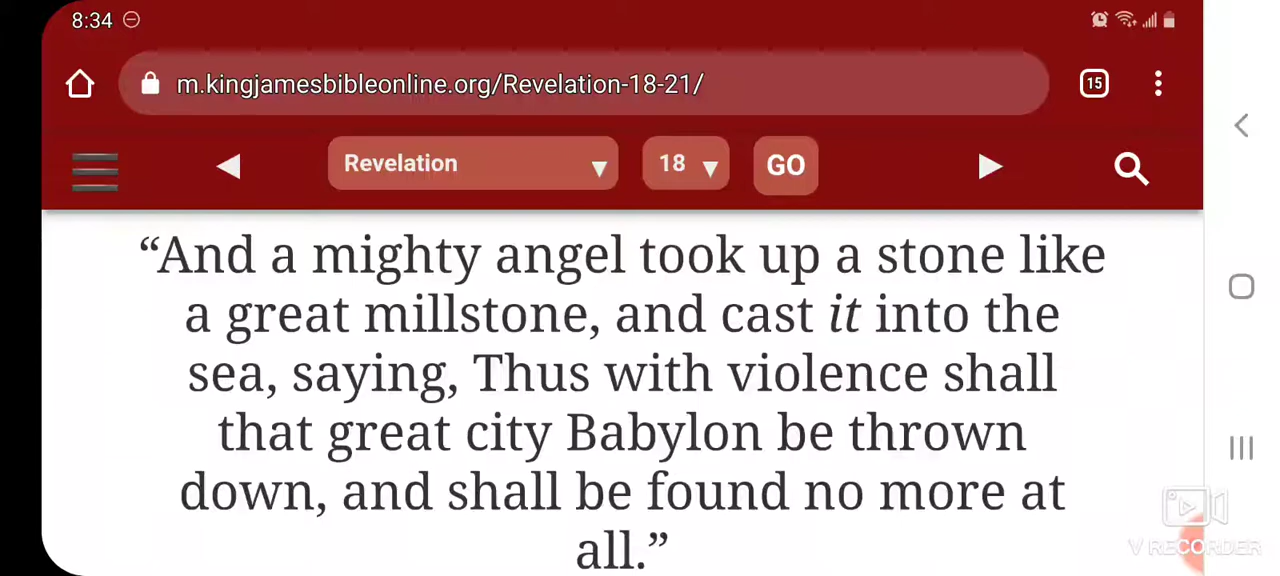 8:34
m.kingjamesbibleonline.org/Revelation-18-21/
15
Revelation
18
GO
“And a mighty angel took up a stone like
a great millstone, and cast it into the
sea, saying, Thus with violence shall
that great city Babylon be thrown
down, and shall be found no more at
all.”
V RECORDER